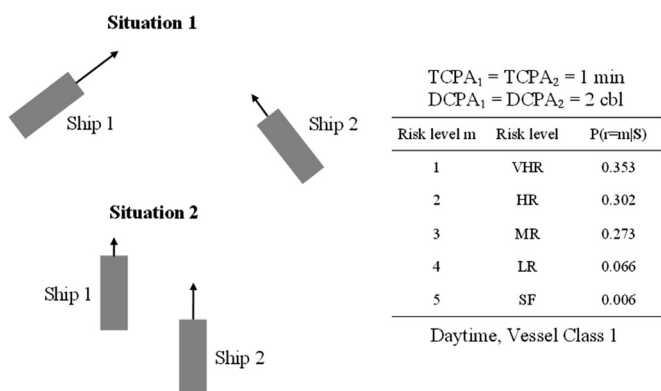 Situation 1
Ship 1
Ship 2
Situation 2
Ship 1
Ship 2
TCPA₁ = TCPA₂ = 1 min
DCPA₁ = DCPA₂ = 2 cbl
Risk level m Risk level P(r=m|S)
1 VHR 0.353
2 HR 0.302
3 MR 0.273
4 LR 0.066
5 SF 0.006
Daytime, Vessel Class 1